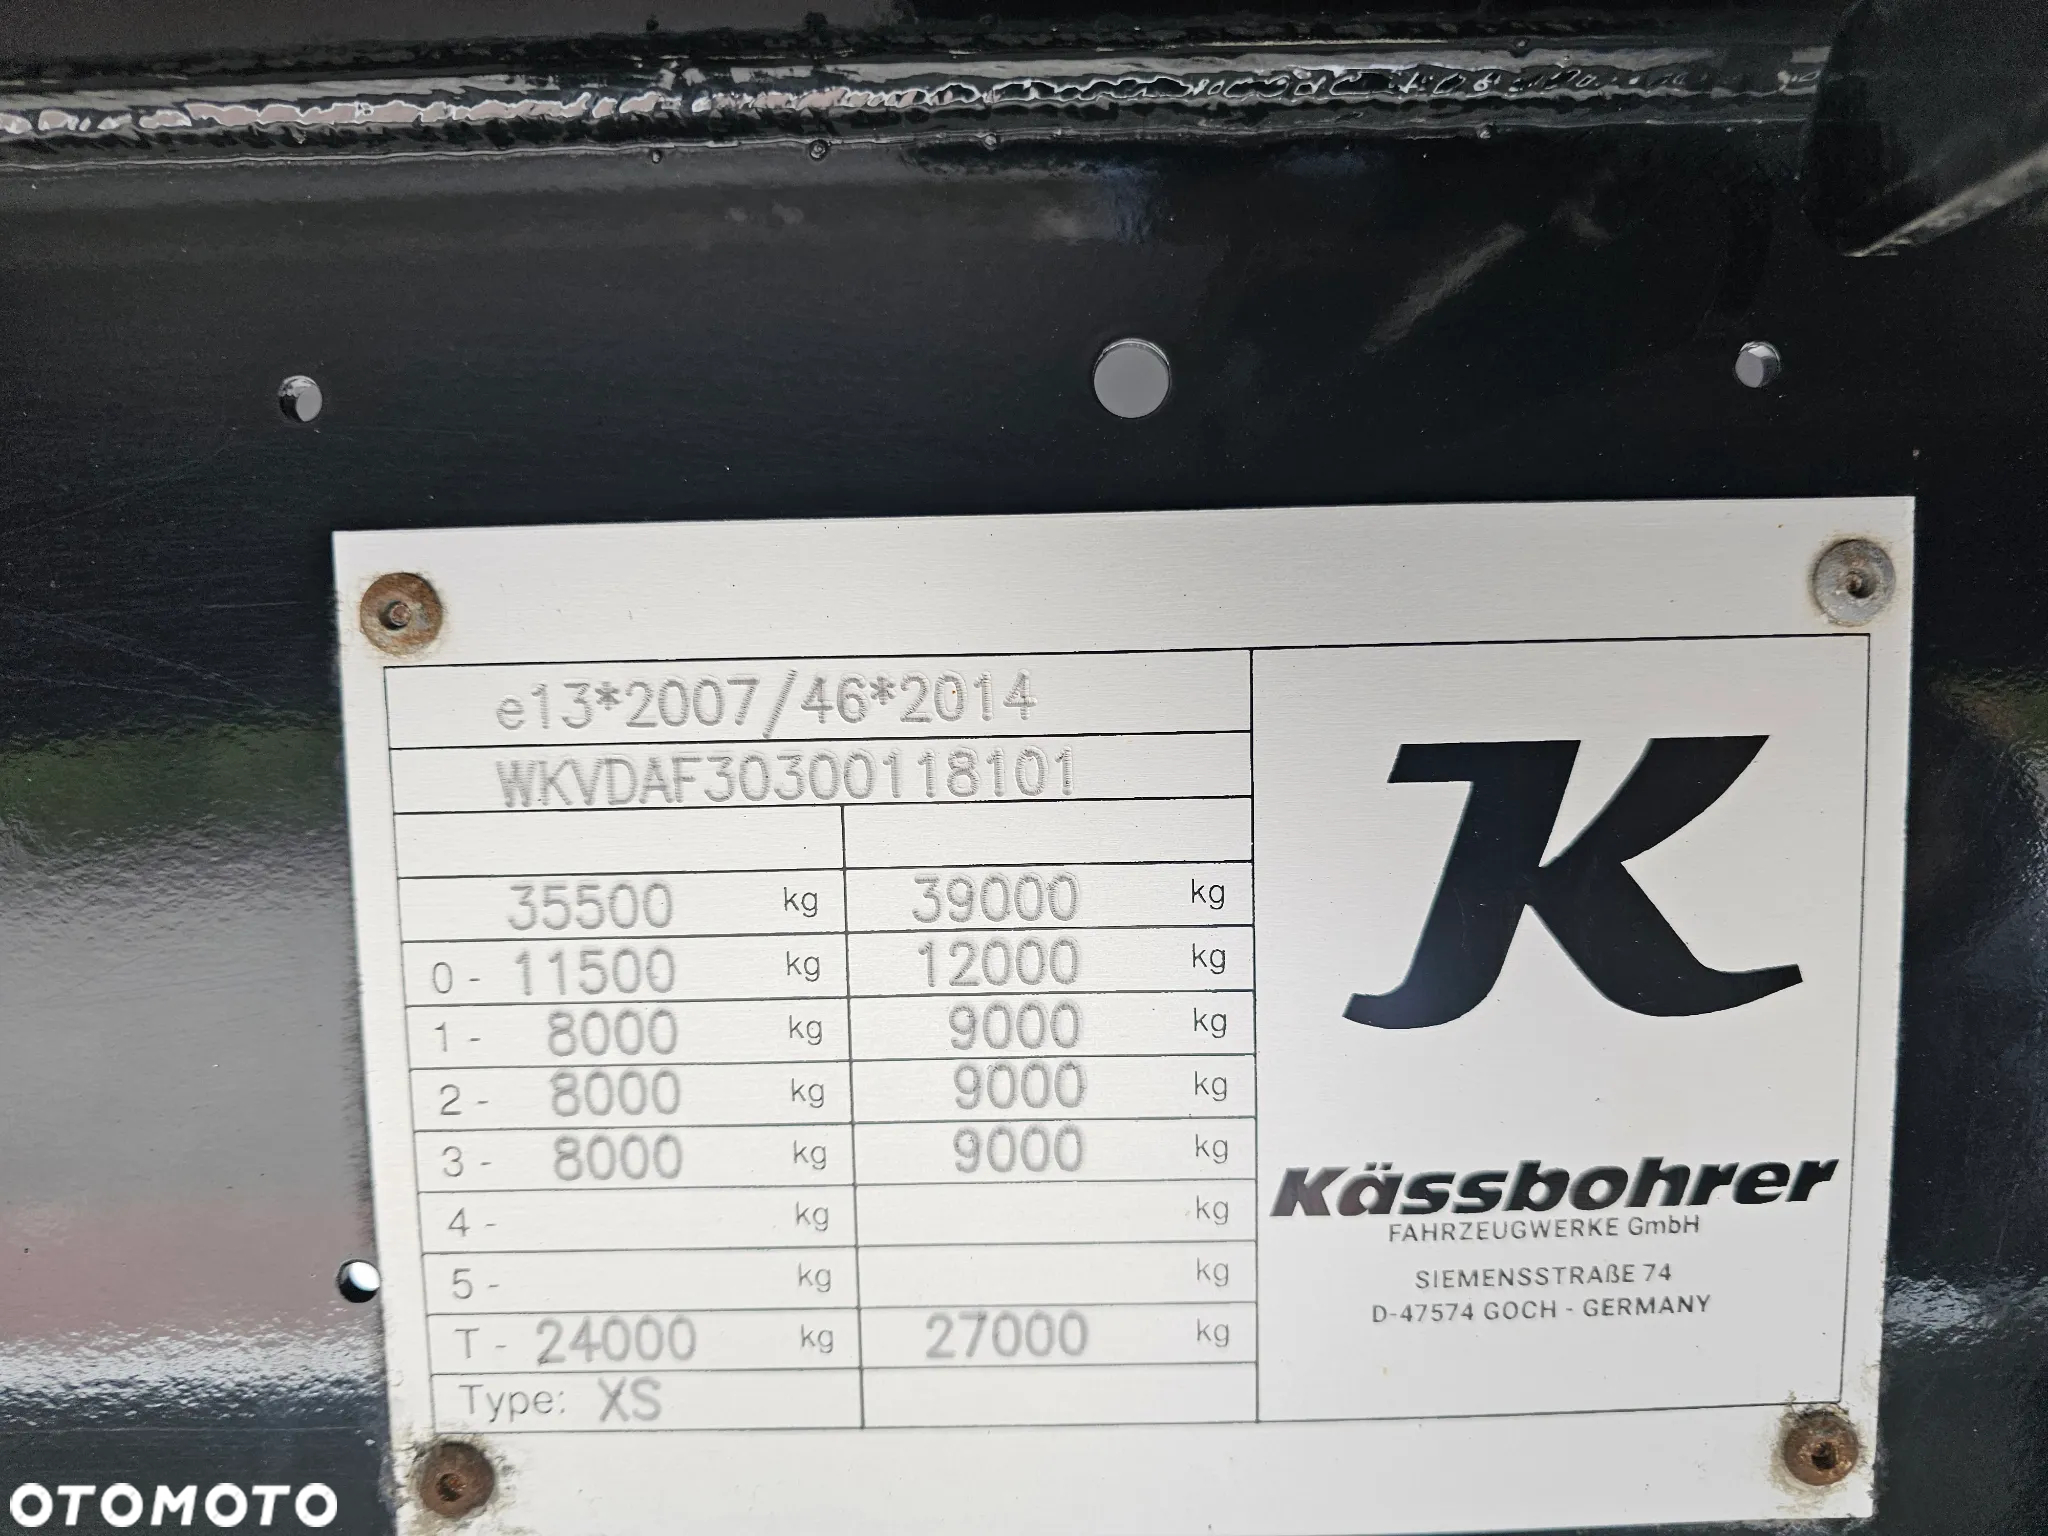 e13*2007/46*2014
WKVDAF30300118101
35500 kg 39000 kg
0 - 11500 kg 12000 kg
1 - 8000 kg 9000 kg
2 - 8000 kg 9000 kg
3 - 8000 kg 9000 kg
4 - kg kg
5 - kg kg
T - 24000 kg 27000 kg
Type: XS
K
Kässbohrer
FAHRZEUGWERKE GmbH
SIEMENSSTRAßE 74
D-47574 GOCH - GERMANY
OTOMOTO